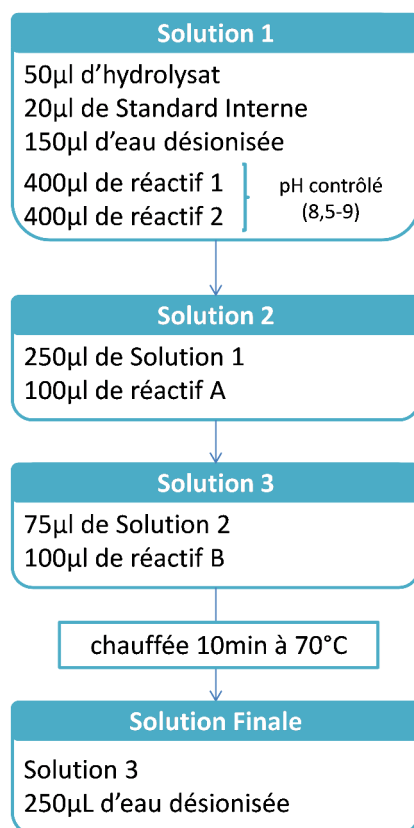 Solution 1
50µl d’hydrolysat
20µl de Standard Interne
150µl d’eau désionisée
400µl de réactif 1
400µl de réactif 2
pH contrôlé
(8,5-9)
Solution 2
250µl de Solution 1
100µl de réactif A
Solution 3
75µl de Solution 2
100µl de réactif B
chauffée 10min à 70°C
Solution Finale
Solution 3
250µL d’eau désionisée